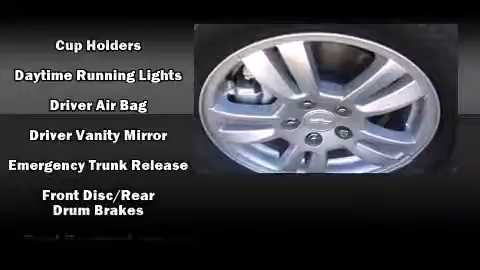 Cup Holders
Daytime Running Lights
Driver Air Bag
Driver Vanity Mirror
Emergency Trunk Release
Front Disc/Rear
Drum Brakes